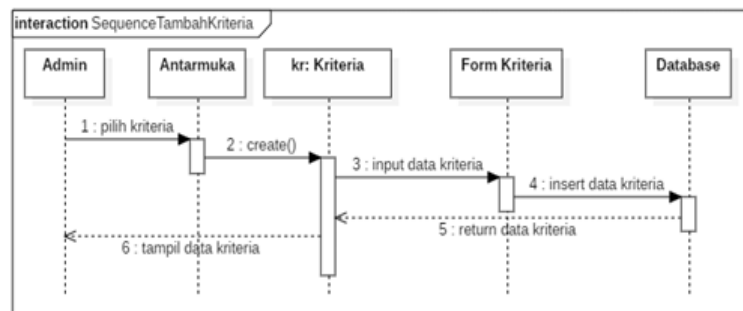 interaction SequenceTambahKriteria
Admin
Antarmuka
kr: Kriteria
Form Kriteria
Database
1 : pilih kriteria
2 : create()
3 : input data kriteria
4 : insert data kriteria
5 : return data kriteria
6 : tampil data kriteria